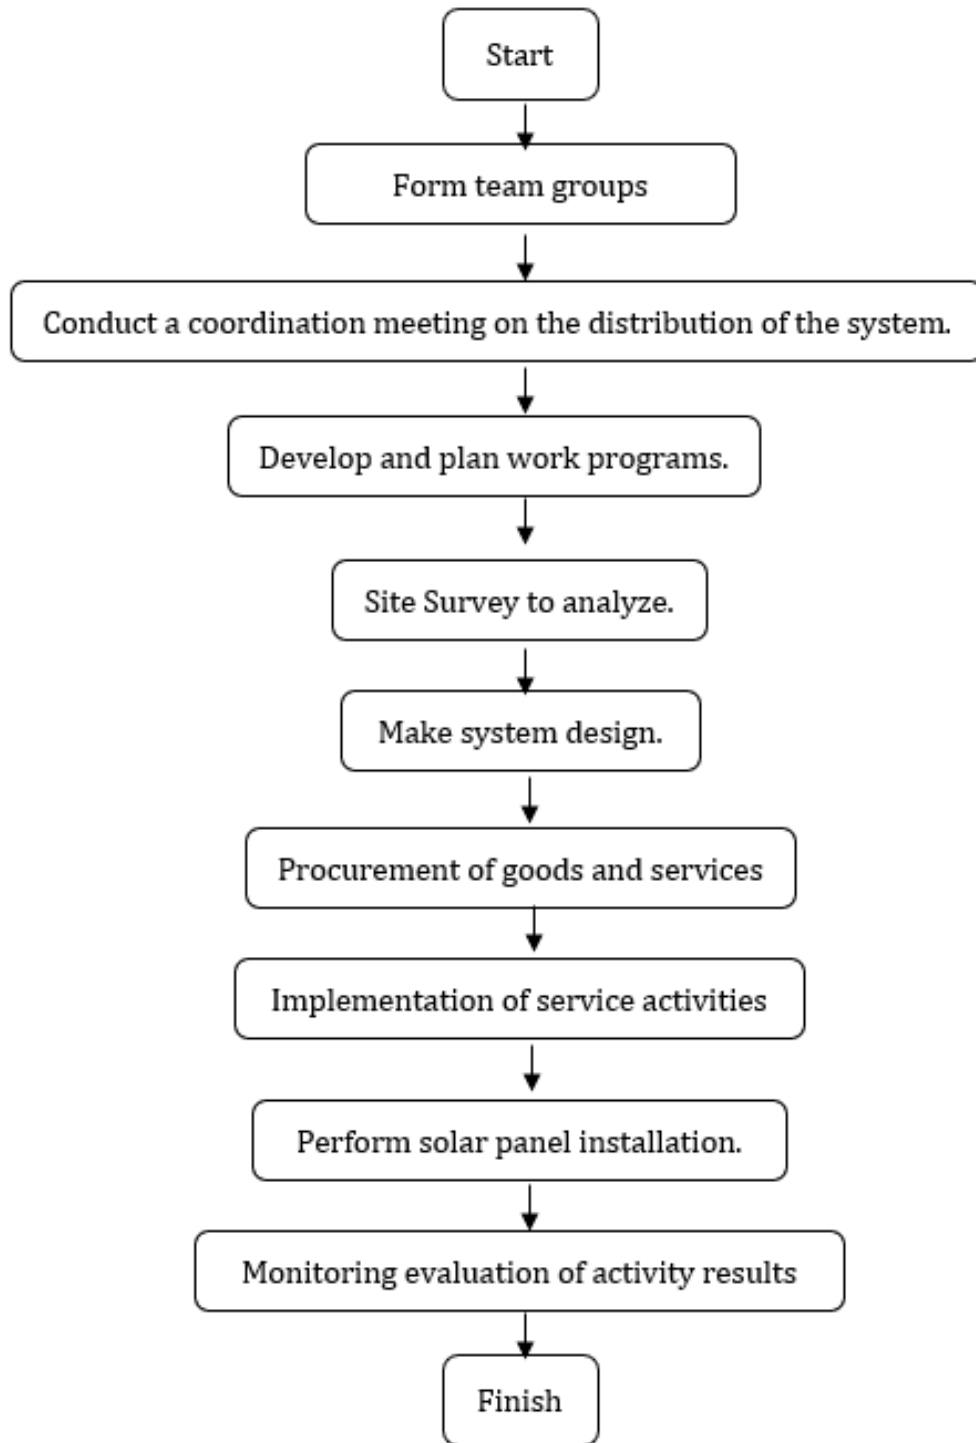 Start
Form team groups
Conduct a coordination meeting on the distribution of the system.
Develop and plan work programs.
Site Survey to analyze.
Make system design.
Procurement of goods and services
Implementation of service activities
Perform solar panel installation.
Monitoring evaluation of activity results
Finish